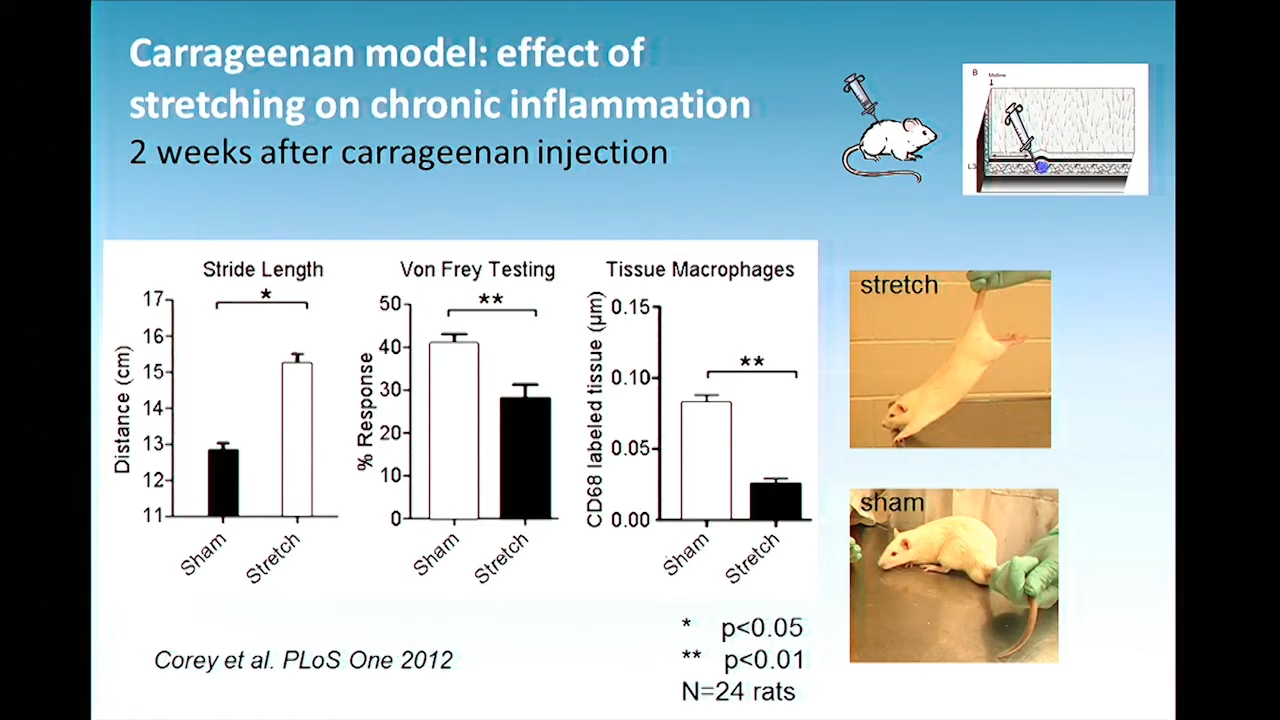 Carrageenan model: effect of
stretching on chronic inflammation
2 weeks after carrageenan injection
B
Midline
L3
Stride Length
*
Distance (cm)
17
16
15
14
13
12
11
Sham
Stretch
Von Frey Testing
**
% Response
50
40
30
20
10
0
Sham
Stretch
Tissue Macrophages
**
CD68 labeled tissue (µm)
0.15
0.10
0.05
0.00
Sham
Stretch
stretch
sham
* p<0.05
** p<0.01
N=24 rats
Corey et al. PLoS One 2012